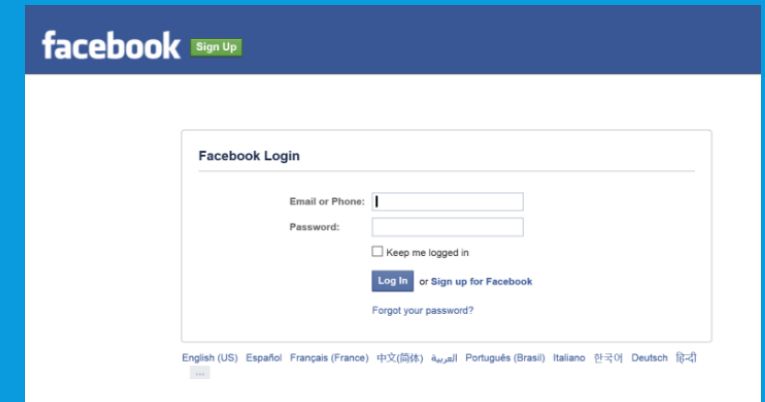 facebook Sign Up
Facebook Login
Email or Phone:
Password:
Keep me logged in
Log In or Sign up for Facebook
Forgot your password?
English (US) Español Français (France) 中文(简体) العربية Português (Brasil) Italiano 한국어 Deutsch हिन्दी
...